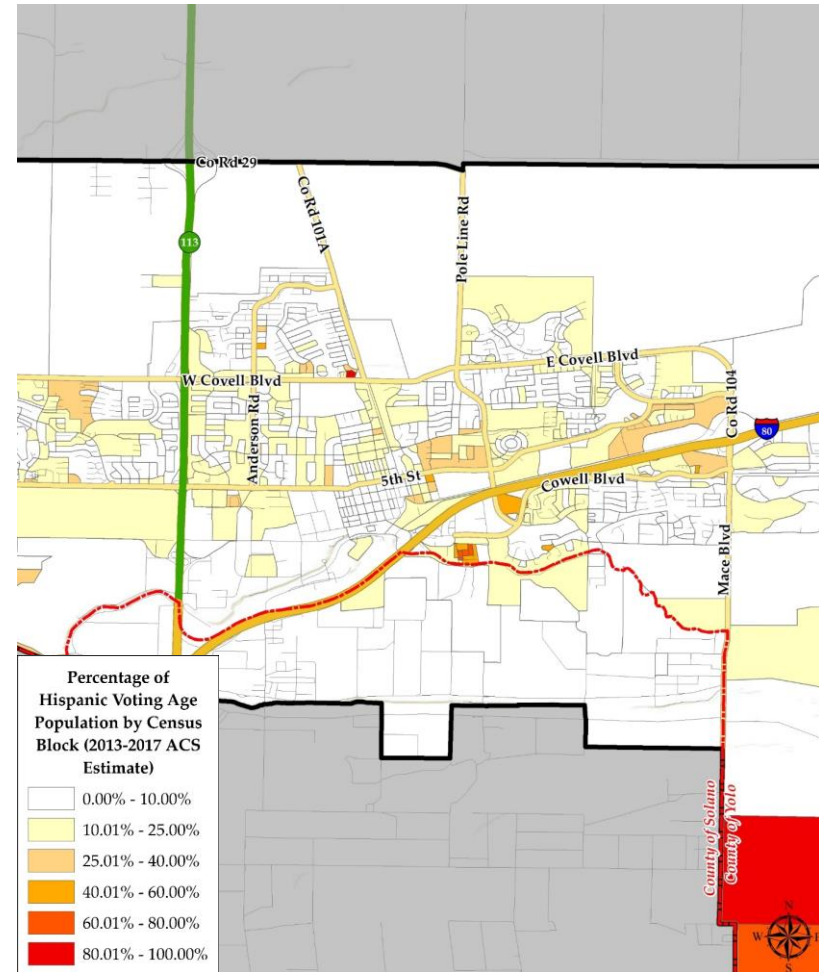 Co Rd 29
Co Rd 101A
113
Pole Line Rd
E Covell Blvd
W Covell Blvd
Co Rd 104
80
Anderson Rd
5th St
Cowell Blvd
Mace Blvd
Percentage of
Hispanic Voting Age
Population by Census
Block (2013-2017 ACS
Estimate)
0.00% - 10.00%
10.01% - 25.00%
25.01% - 40.00%
40.01% - 60.00%
60.01% - 80.00%
80.01% - 100.00%
County of Solano
County of Yolo
N
W
E
S